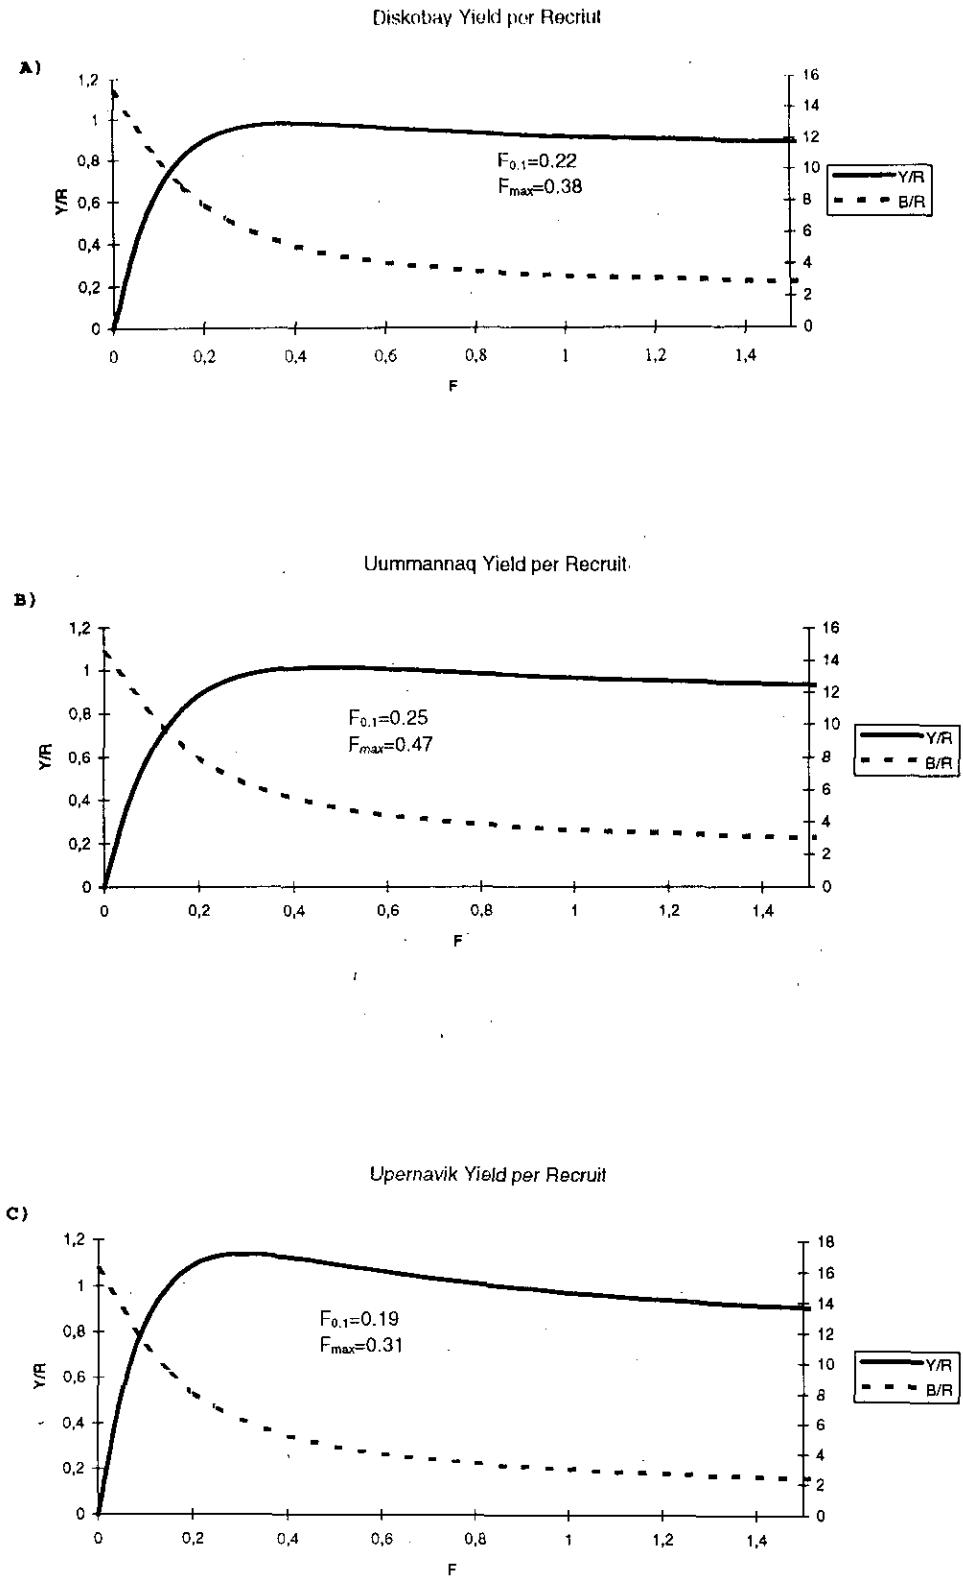 Diskobay Yield per Recriut
A)
1,2
1
0,8
0,6
0,4
0,2
0
Y/R
16
14
12
10
8
6
4
2
0
F0.1=0.22
Fmax=0.38
Y/R
B/R
0 0,2 0,4 0,6 0,8 1 1,2 1,4
F
Uummannaq Yield per Recruit
B)
1,2
1
0,8
0,6
0,4
0,2
0
Y/R
16
14
12
10
8
6
4
2
0
F0.1=0.25
Fmax=0.47
Y/R
B/R
0 0,2 0,4 0,6 0,8 1 1,2 1,4
F
Upernavik Yield per Recruit
C)
1,2
1
0,8
0,6
0,4
0,2
0
Y/R
18
16
14
12
10
8
6
4
2
0
F0.1=0.19
Fmax=0.31
Y/R
B/R
0 0,2 0,4 0,6 0,8 1 1,2 1,4
F